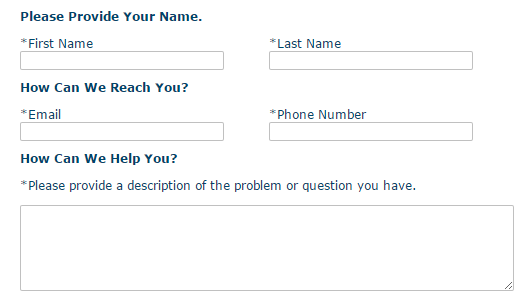 Please Provide Your Name.
*First Name *Last Name
How Can We Reach You?
*Email *Phone Number
How Can We Help You?
*Please provide a description of the problem or question you have.